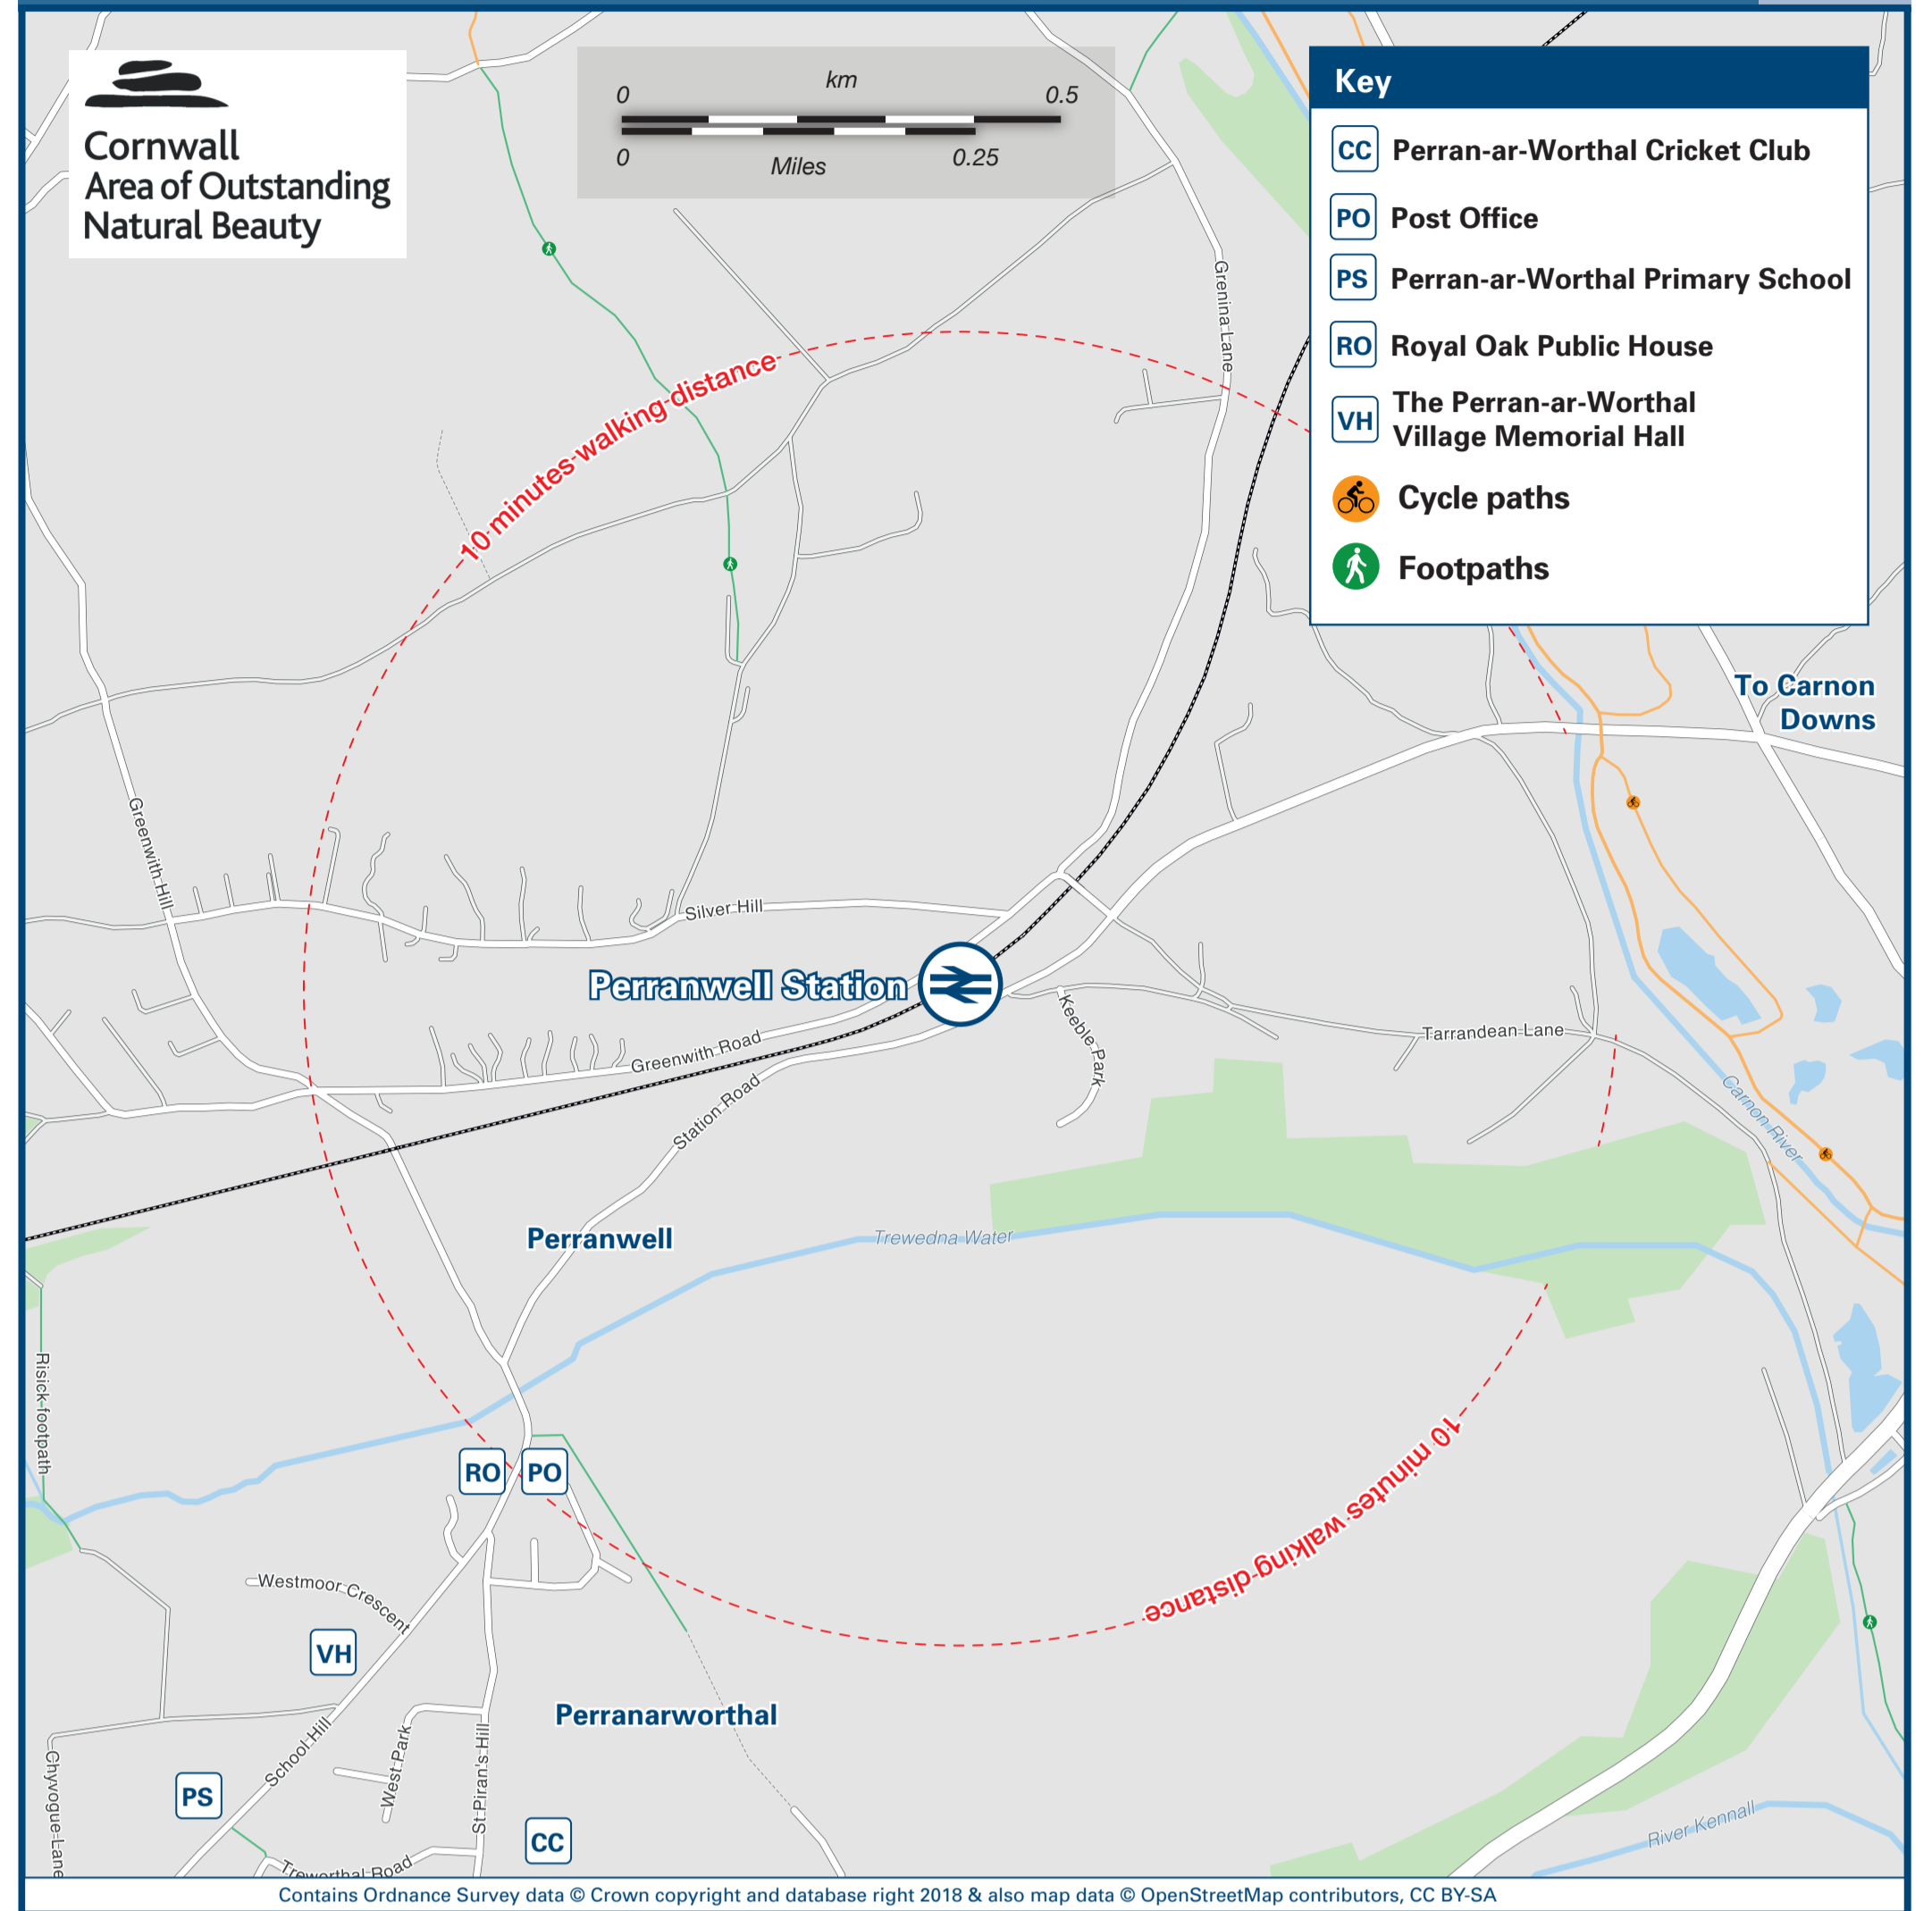 Cornwall
Area of Outstanding
Natural Beauty
km
0
0.5
0
Miles
0.25
Key
CC
Perran-ar-Worthal Cricket Club
PO
Post Office
PS
Perran-ar-Worthal Primary School
RO
Royal Oak Public House
VH
The Perran-ar-Worthal
Village Memorial Hall
Cycle paths
Footpaths
Grenina Lane
10 minutes walking distance
To Carnon
Downs
Greenwith Hill
Silver Hill
Perranwell Station
Keeble Park
Tarrandean Lane
Greenwith Road
Station Road
Carnon River
Perranwell
Trewedna Water
Risick footpath
10 minutes walking distance
RO
PO
Westmoor Crescent
VH
Perranarworthal
School Hill
West Park
St Piran's Hill
Chyvogue Lane
PS
CC
River Kennall
Treworthal Road
Contains Ordnance Survey data © Crown copyright and database right 2018 & also map data © OpenStreetMap contributors, CC BY-SA